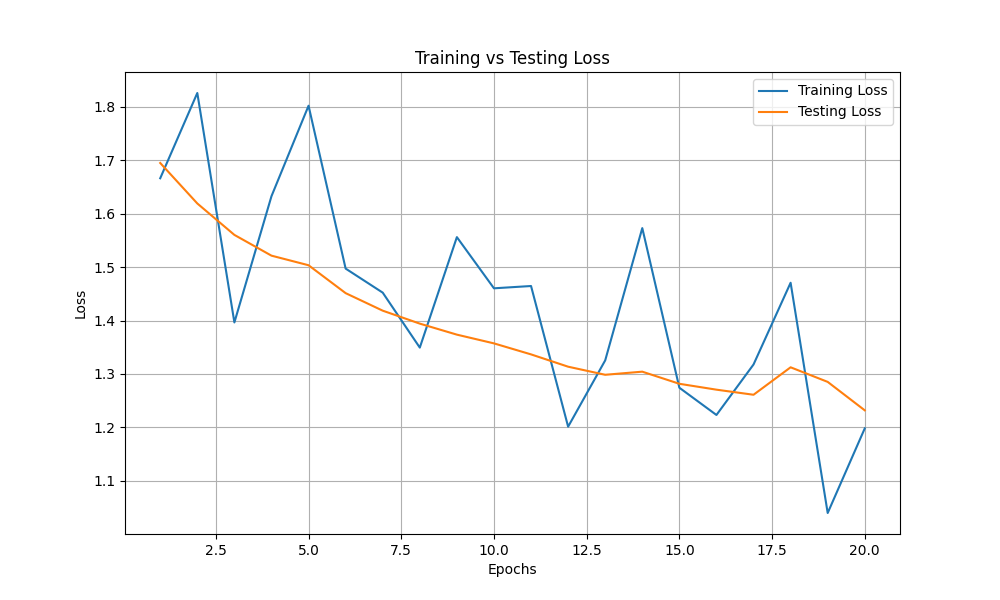 Training vs Testing Loss
Training Loss
Testing Loss
1.8
1.7
1.6
1.5
1.4
1.3
1.2
1.1
Loss
2.5 5.0 7.5 10.0 12.5 15.0 17.5 20.0
Epochs